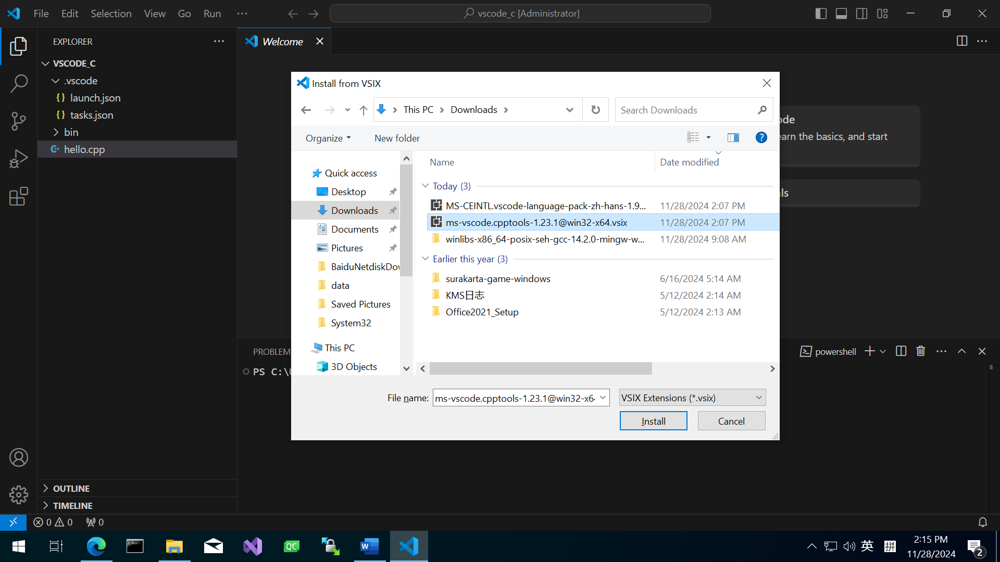 File Edit Selection View Go Run ···
vscode_c [Administrator]
EXPLORER
VSCODE_C
.vscode
launch.json
tasks.json
bin
hello.cpp
OUTLINE
TIMELINE
Welcome
ode
earn the basics, and start
ls
PROBLEM
powershell
PS C:\
Install from VSIX
This PC > Downloads >
Search Downloads
Organize
New folder
Quick access
Desktop
Downloads
Documents
Pictures
BaiduNetdiskDov
data
Saved Pictures
System32
This PC
3D Objects
Name Date modified
Today (3)
MS-CEINTL.vscode-language-pack-zh-hans-1.9... 11/28/2024 2:07 PM
ms-vscode.cpptools-1.23.1@win32-x64.vsix 11/28/2024 2:07 PM
winlibs-x86_64-posix-seh-gcc-14.2.0-mingw-w... 11/28/2024 9:08 AM
Earlier this year (3)
surakarta-game-windows 6/16/2024 5:14 AM
KMS日志 5/12/2024 2:14 AM
Office2021_Setup 5/12/2024 2:13 AM
File name: ms-vscode.cpptools-1.23.1@win32-x64
VSIX Extensions (*.vsix)
Install
Cancel
0 0 0
QC
英 拼
2:15 PM
11/28/2024
2